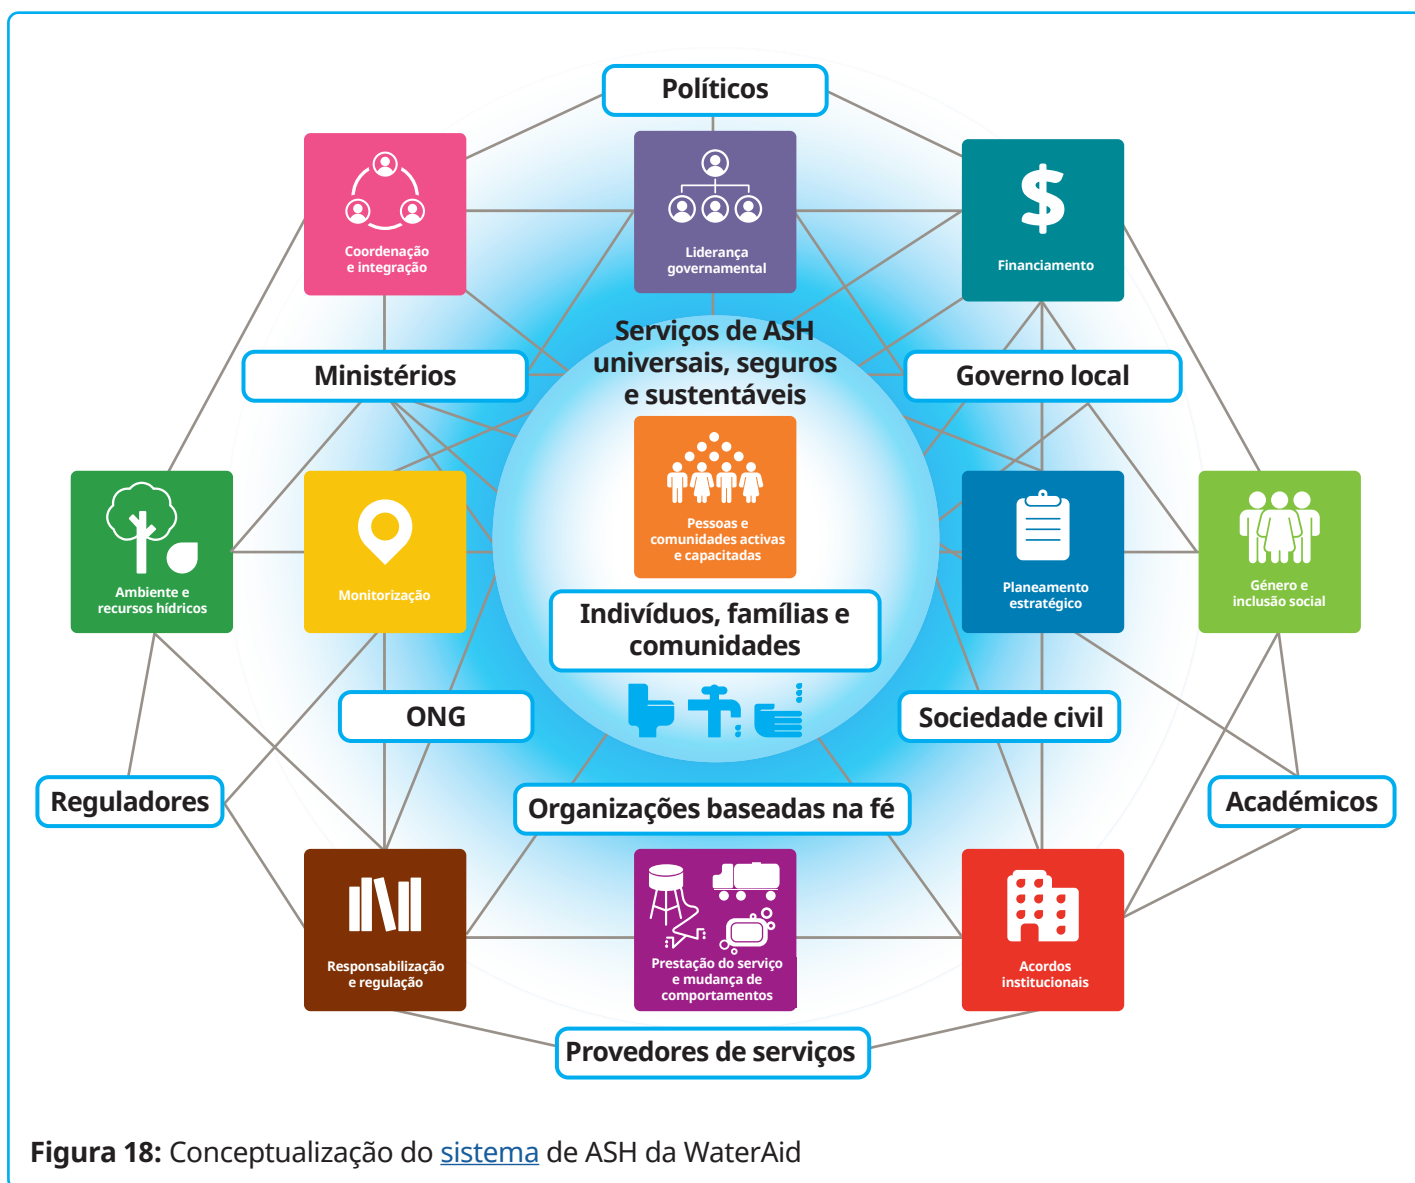 Políticos
Coordenação
e integração
Liderança
governamental
Financiamento
Serviços de ASH
universais, seguros
e sustentáveis
Ministérios
Governo local
Pessoas e
comunidades activas
e capacitadas
Ambiente e
recursos hídricos
Monitorização
Planeamento
estratégico
Género e
inclusão social
Indivíduos, famílias e
comunidades
ONG
Sociedade civil
Reguladores
Organizações baseadas na fé
Académicos
Responsabilização
e regulação
Prestação do serviço
e mudança de
comportamentos
Acordos
institucionais
Provedores de serviços
Figura 18: Conceptualização do sistema de ASH da WaterAid